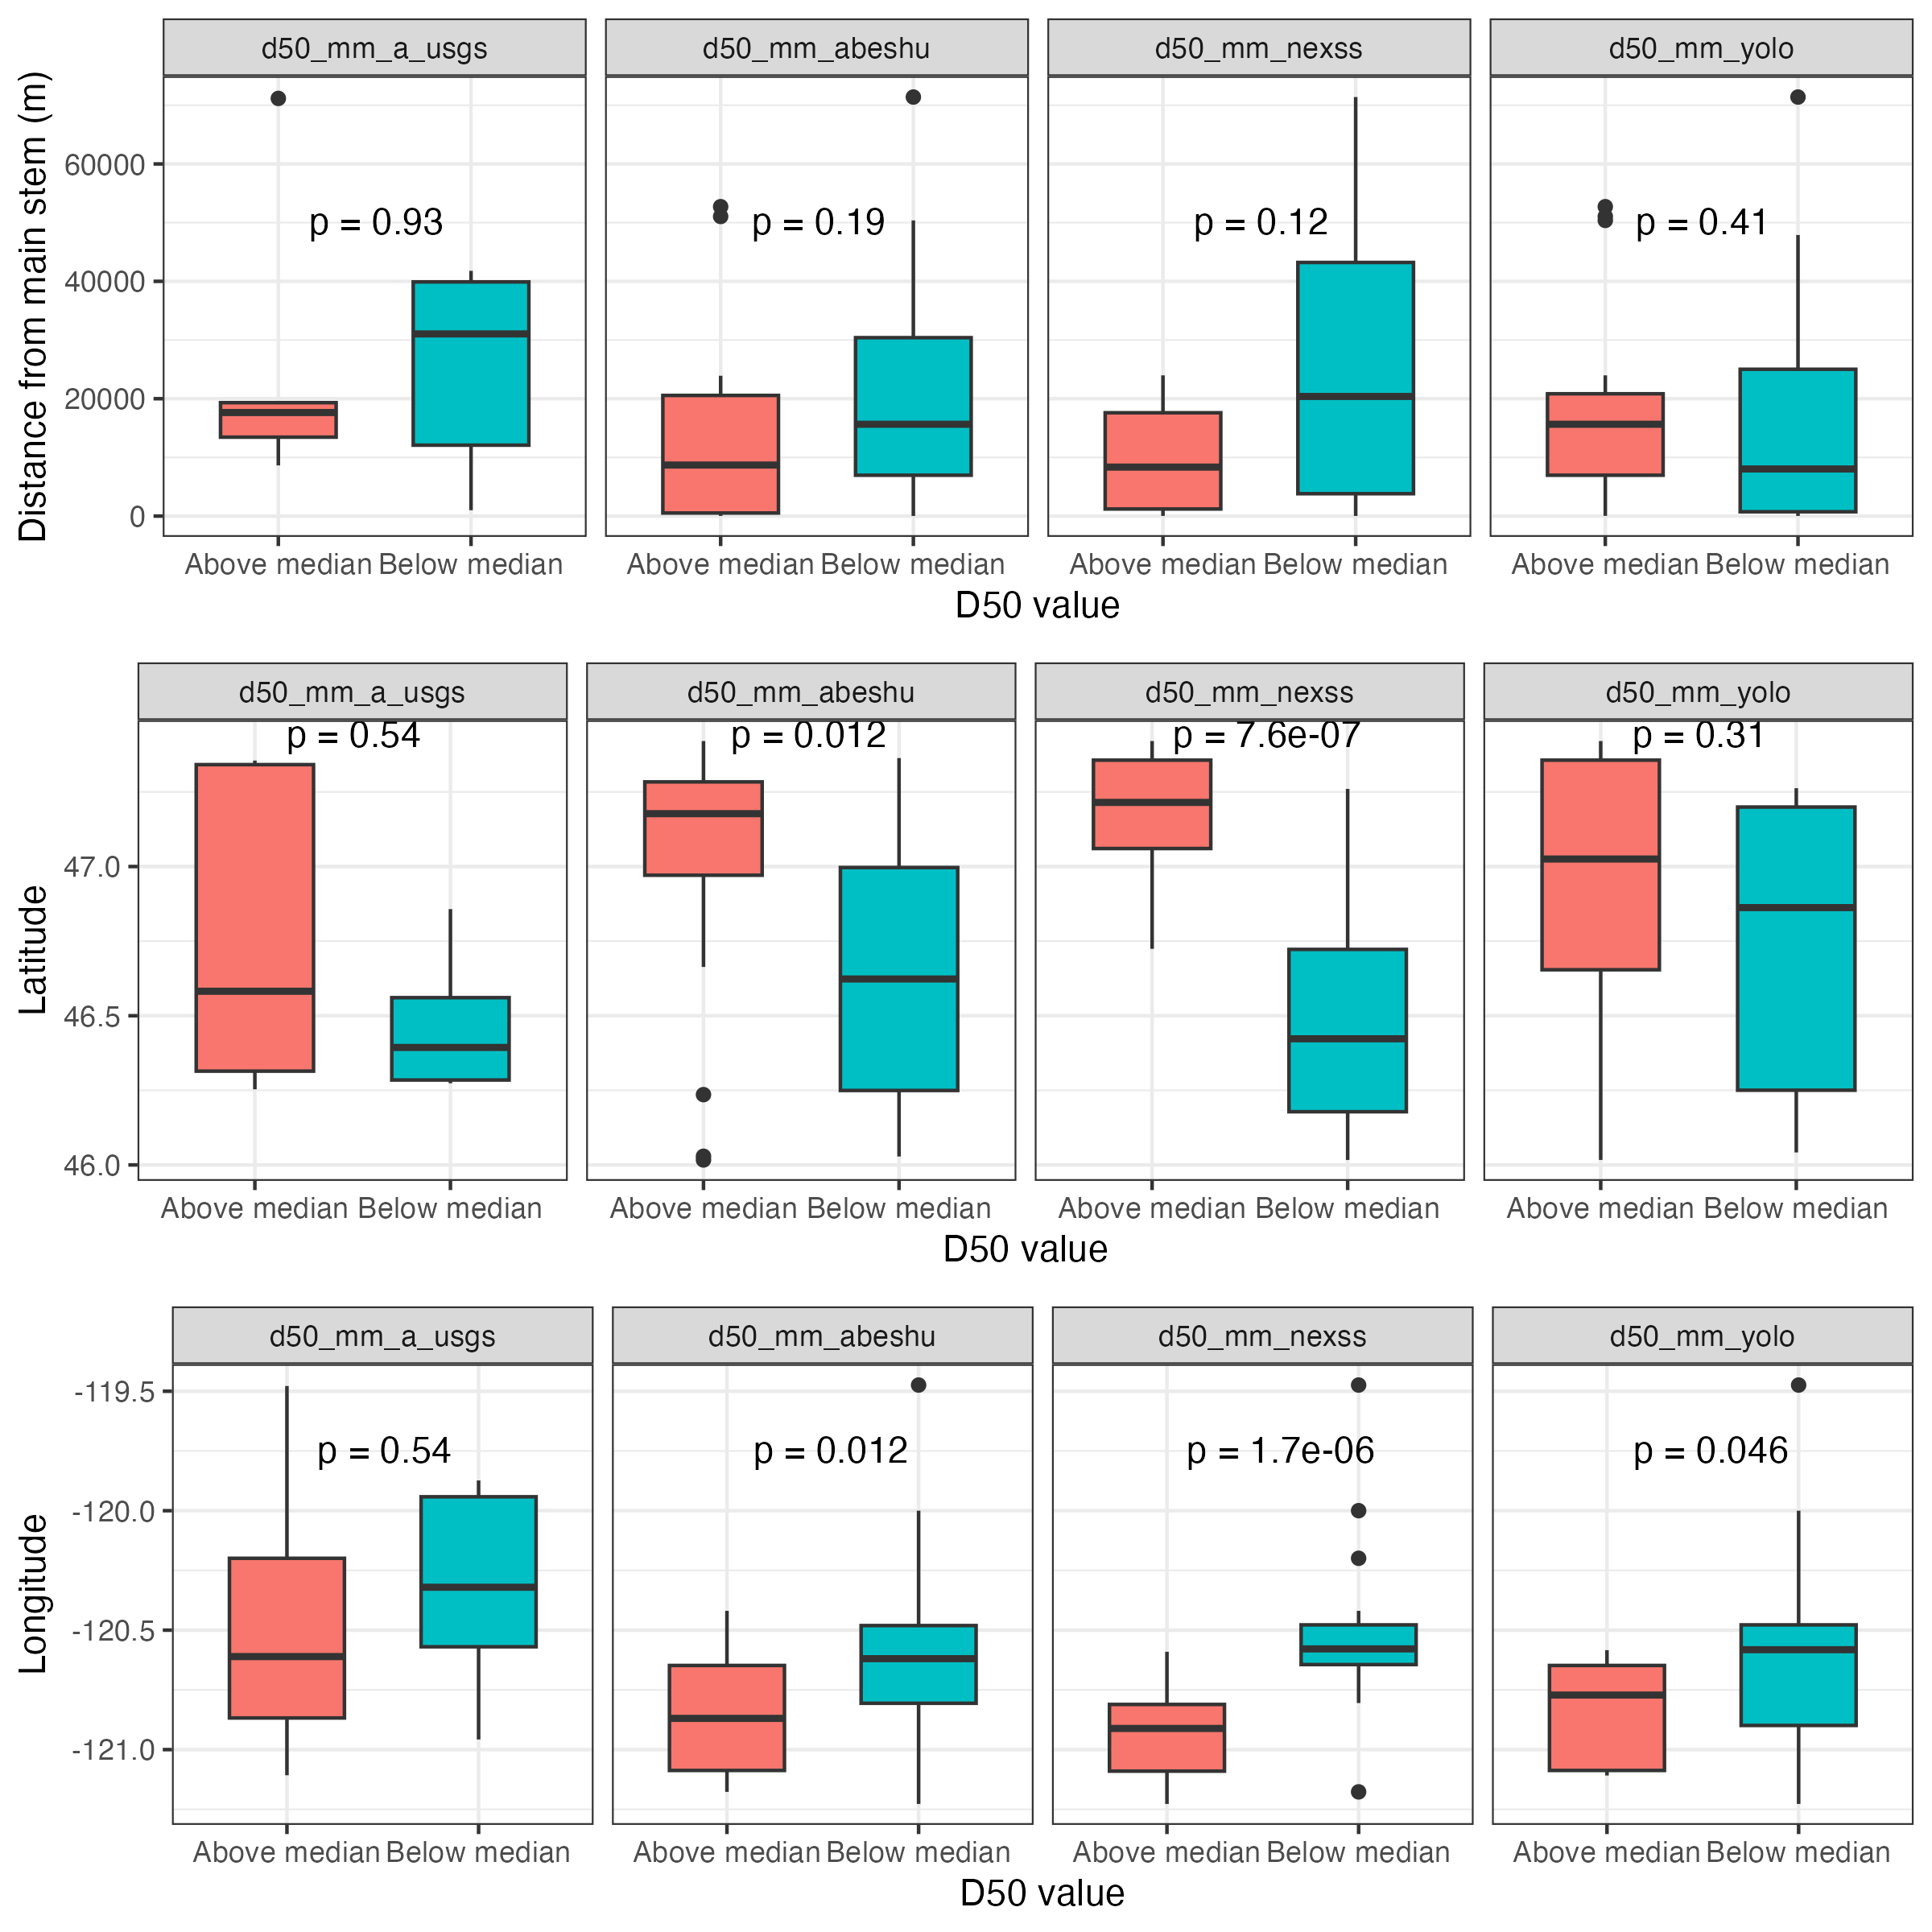 d50_mm_a_usgs d50_mm_abeshu d50_mm_nexss d50_mm_yolo
Distance from main stem (m)
60000
40000
20000
0
p = 0.93 p = 0.19 p = 0.12 p = 0.41
Above median Below median Above median Below median Above median Below median Above median Below median
D50 value
d50_mm_a_usgs d50_mm_abeshu d50_mm_nexss d50_mm_yolo
p = 0.54 p = 0.012 p = 7.6e-07 p = 0.31
Latitude
47.0
46.5
46.0
Above median Below median Above median Below median Above median Below median Above median Below median
D50 value
d50_mm_a_usgs d50_mm_abeshu d50_mm_nexss d50_mm_yolo
Longitude
-119.5
p = 0.54 p = 0.012 p = 1.7e-06 p = 0.046
-120.0
-120.5
-121.0
Above median Below median Above median Below median Above median Below median Above median Below median
D50 value